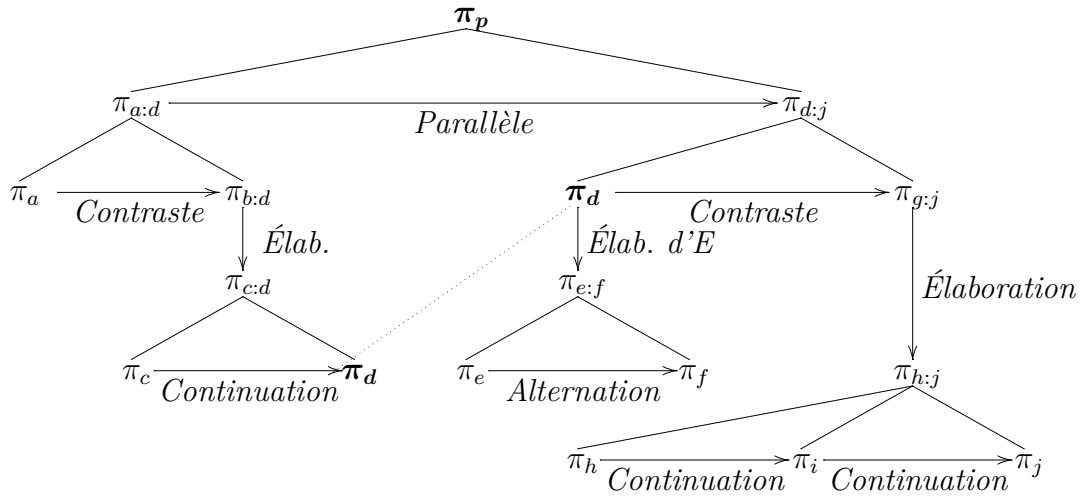 π_p
π_{a:d} π_{d:j}
Parallèle
π_a π_{b:d} π_d π_{g:j}
Contraste Contraste
Élab. Élab. d'E
π_{c:d} π_{e:f} Élaboration
π_c π_d π_e π_f π_{h:j}
Continuation Alternation
π_h π_i π_j
Continuation Continuation